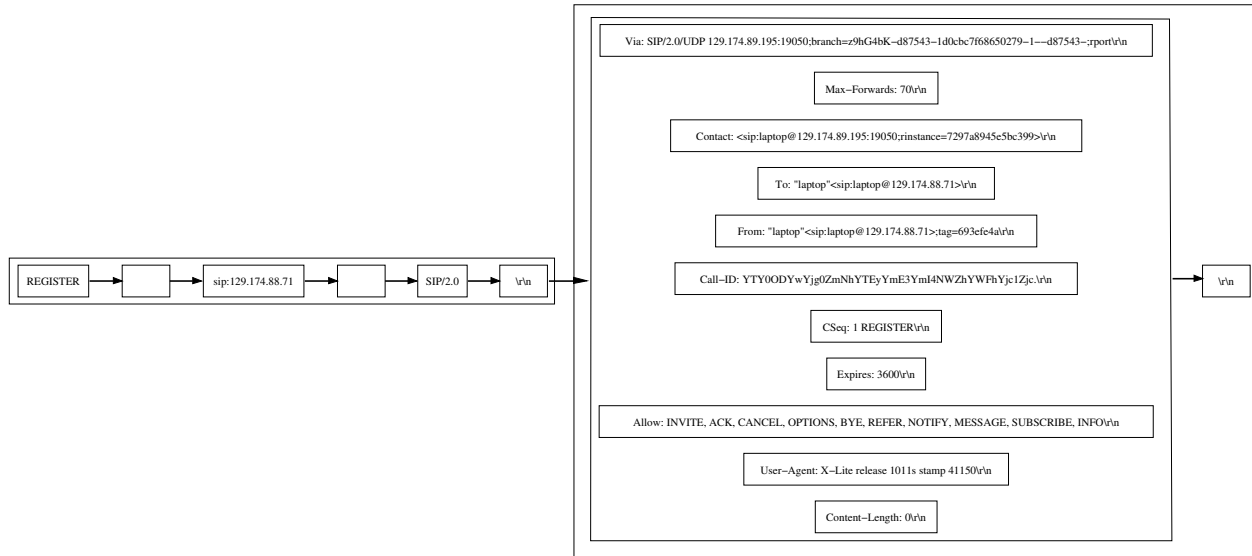 REGISTER
sip:129.174.88.71
SIP/2.0
\r\n
Via: SIP/2.0/UDP 129.174.89.195:19050;branch=z9hG4bK−d87543−1d0cbc7f68650279−1−−d87543−;rport\r\n
Max−Forwards: 70\r\n
Contact: <sip:laptop@129.174.89.195:19050;rinstance=7297a8945e5bc399>\r\n
To: "laptop"<sip:laptop@129.174.88.71>\r\n
From: "laptop"<sip:laptop@129.174.88.71>;tag=693efe4a\r\n
Call−ID: YTY0ODYwYjg0ZmNhYTEyYmE3YmI4NWZhYWFhYjc1Zjc.\r\n
CSeq: 1 REGISTER\r\n
Expires: 3600\r\n
Allow: INVITE, ACK, CANCEL, OPTIONS, BYE, REFER, NOTIFY, MESSAGE, SUBSCRIBE, INFO\r\n
User−Agent: X−Lite release 1011s stamp 41150\r\n
Content−Length: 0\r\n
\r\n